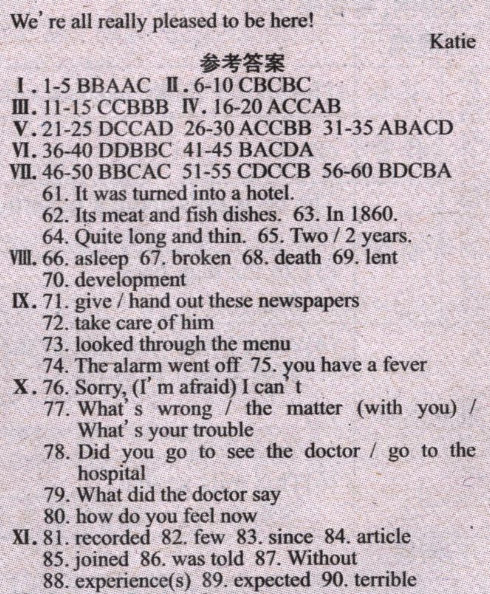 We're all really pleased to be here!
Katie
参考答案
Ⅰ. 1-5 BBAAC Ⅱ. 6-10 CBCBC
Ⅲ. 11-15 CCBBB Ⅳ. 16-20 ACCAB
Ⅴ. 21-25 DCCAD 26-30 ACCBB 31-35 ABACD
Ⅵ. 36-40 DDBBC 41-45 BACDA
Ⅶ. 46-50 BBCAC 51-55 CDCCB 56-60 BDCBA
61. It was turned into a hotel.
62. Its meat and fish dishes. 63. In 1860.
64. Quite long and thin. 65. Two / 2 years.
Ⅷ. 66. asleep 67. broken 68. death 69. lent
70. development
Ⅸ. 71. give / hand out these newspapers
72. take care of him
73. looked through the menu
74. The alarm went off 75. you have a fever
Ⅹ. 76. Sorry, (I'm afraid) I can't
77. What's wrong / the matter (with you) /
What's your trouble
78. Did you go to see the doctor / go to the
hospital
79. What did the doctor say
80. how do you feel now
Ⅺ. 81. recorded 82. few 83. since 84. article
85. joined 86. was told 87. Without
88. experience(s) 89. expected 90. terrible